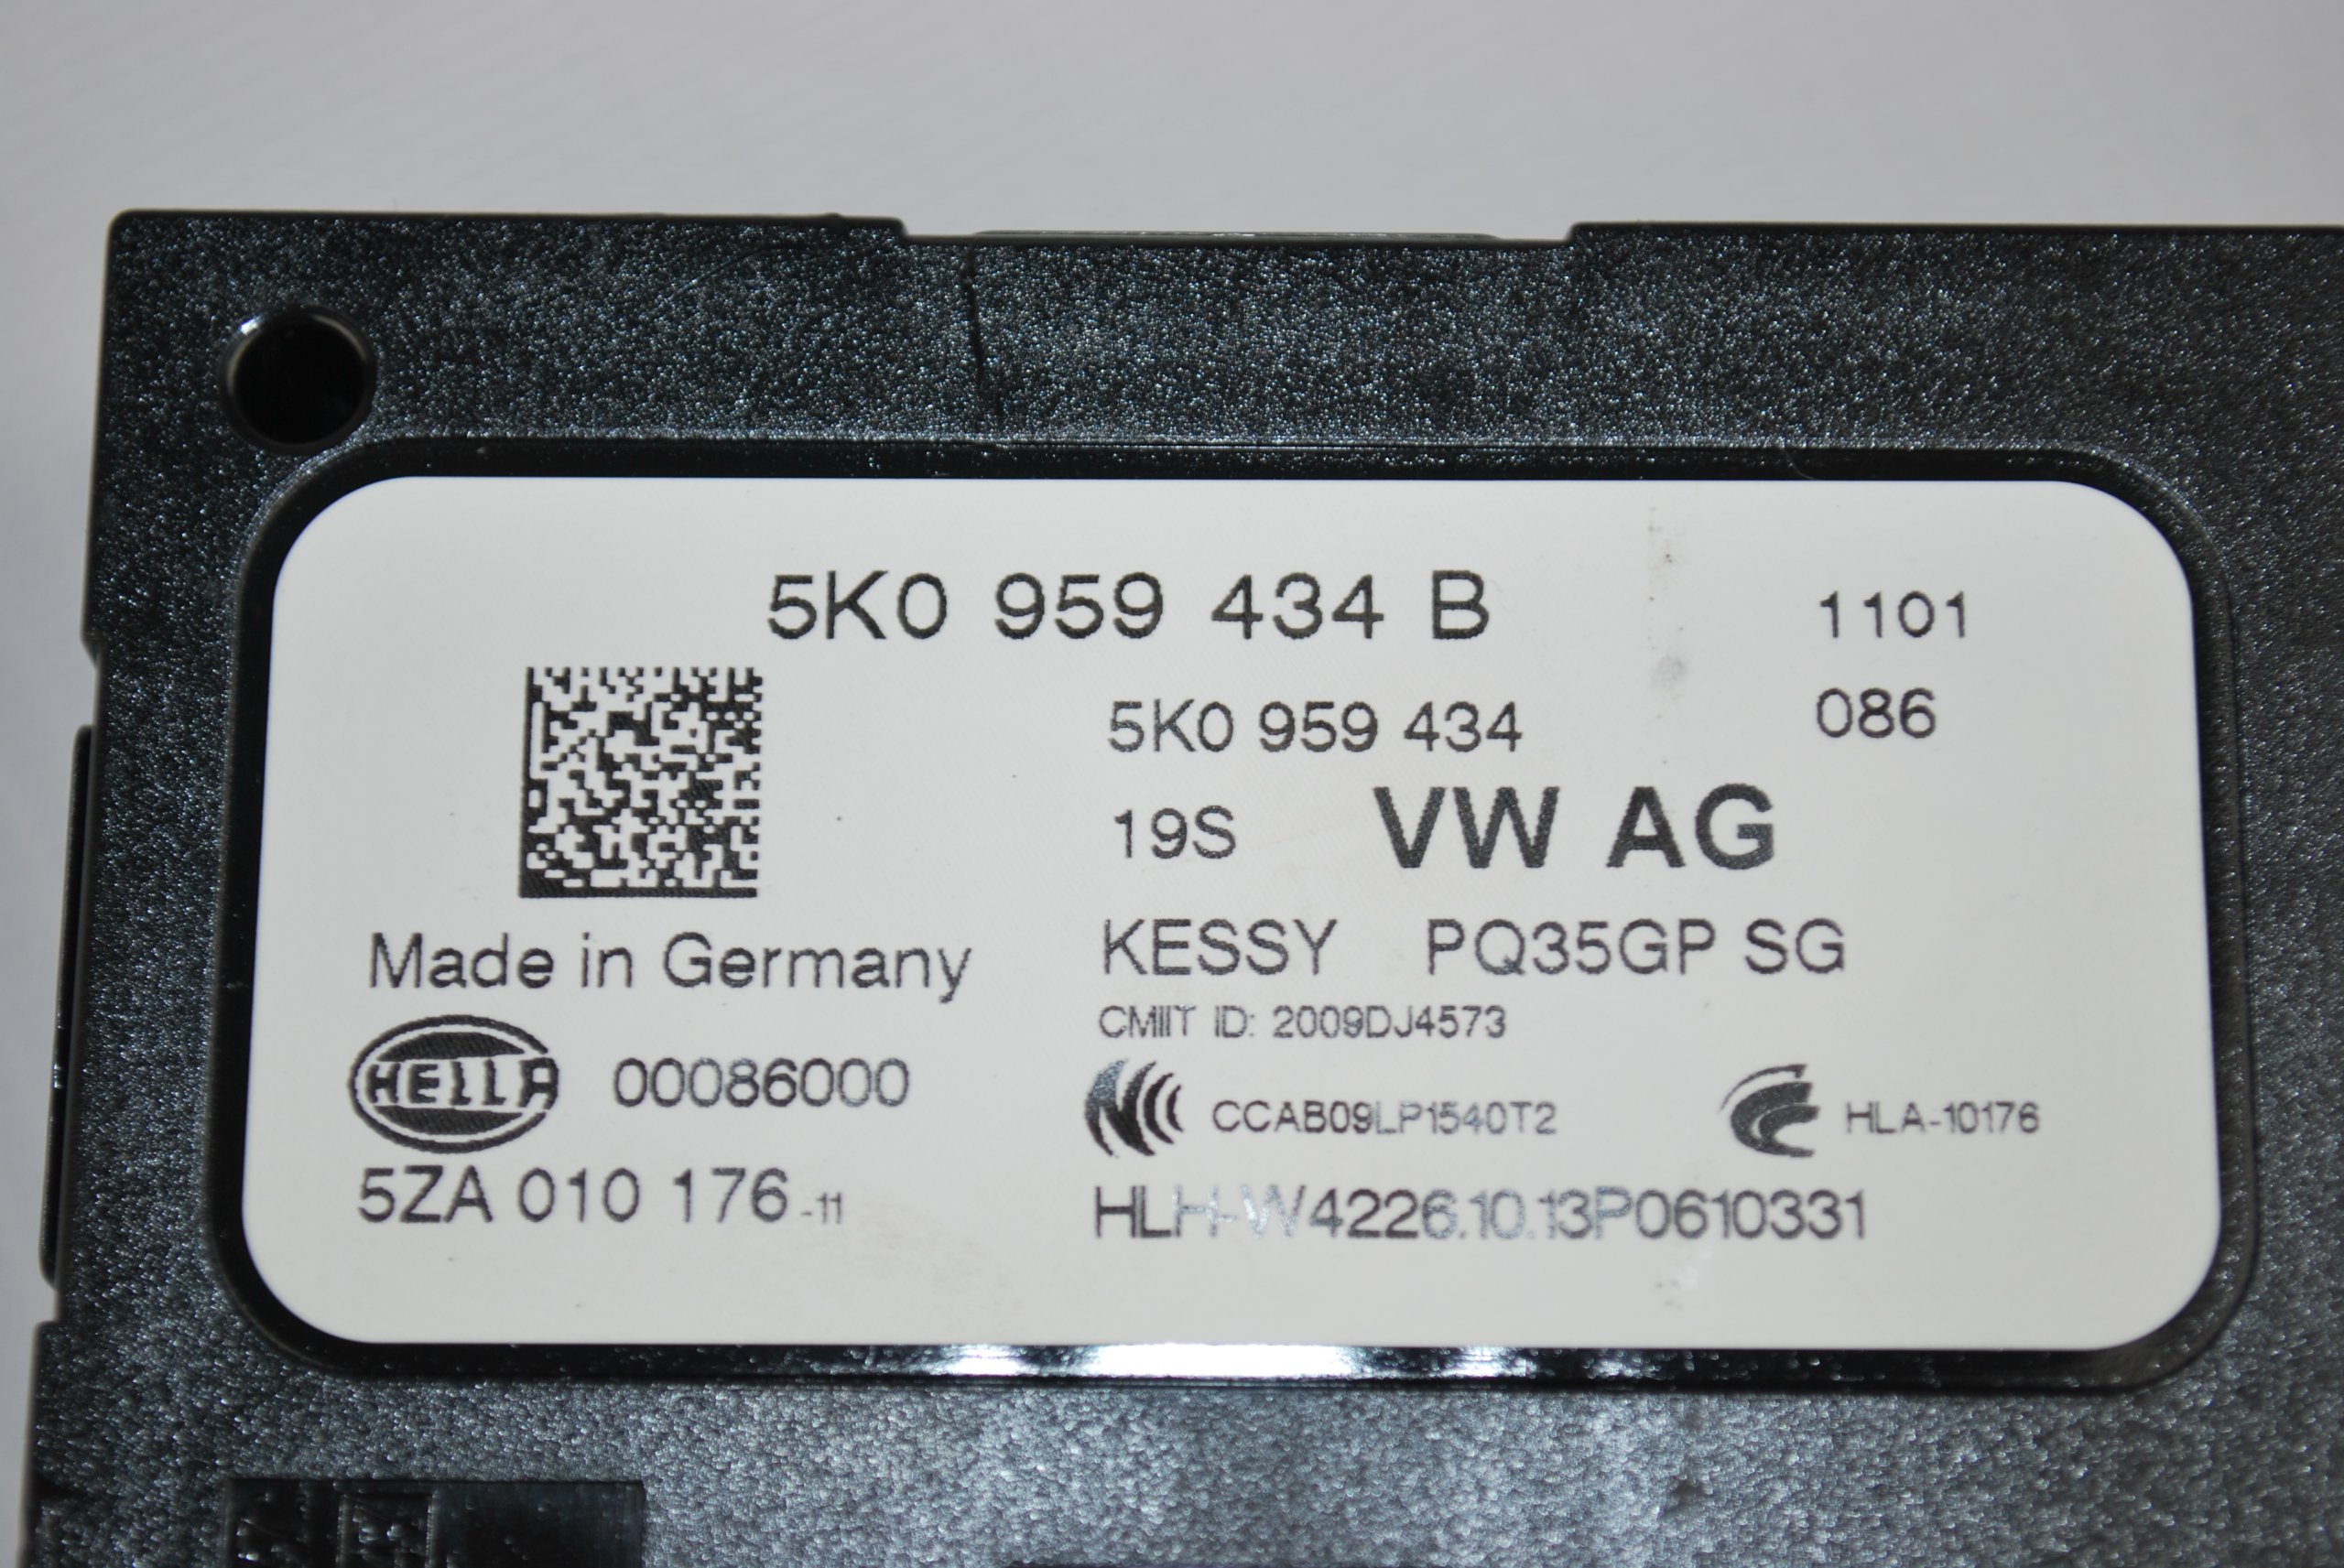 5K0 959 434 B 1101
5K0 959 434 086
19S VW AG
Made in Germany KESSY PQ35GP SG
CMIIT ID: 2009DJ4573
HELLA 00086000 CCAB09LP1540T2 HLA-10176
5ZA 010 176-11 HLH-W4226.10.13P0610331